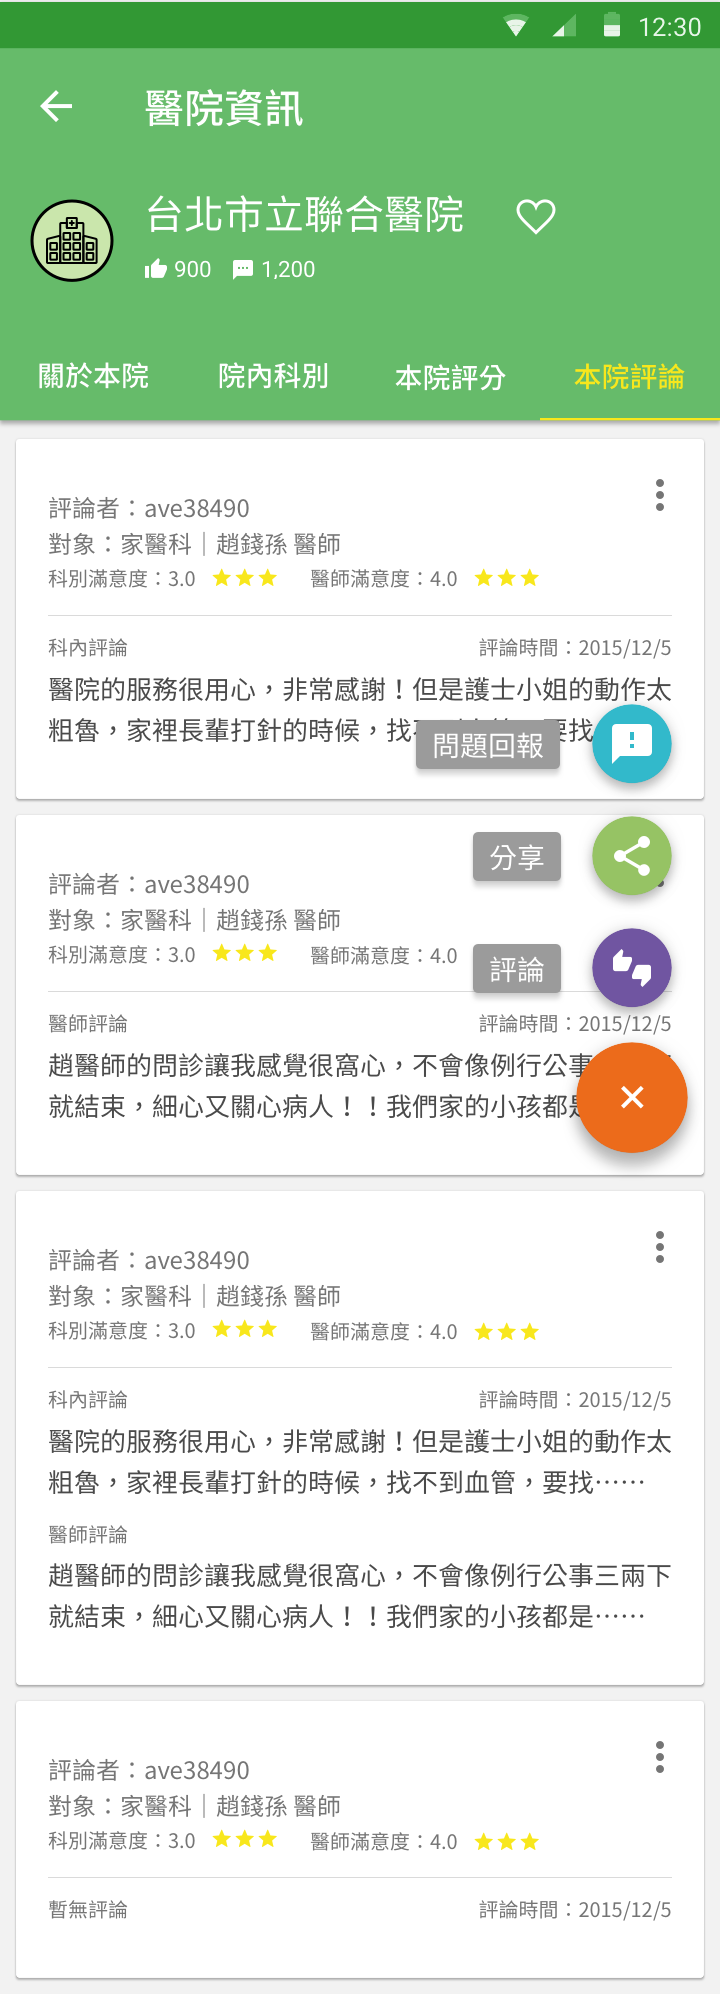 12:30
醫院資訊
台北市立聯合醫院
900 1,200
關於本院 院內科別 本院評分 本院評論
評論者：ave38490
對象：家醫科｜趙錢孫 醫師
科別滿意度：3.0 醫師滿意度：4.0
科內評論 評論時間：2015/12/5
醫院的服務很用心，非常感謝！但是護士小姐的動作太
粗魯，家裡長輩打針的時候，找 要找
問題回報
分享
評論者：ave38490
對象：家醫科｜趙錢孫 醫師
科別滿意度：3.0 醫師滿意度：4.0
評論
醫師評論 評論時間：2015/12/5
趙醫師的問診讓我感覺很窩心，不會像例行公事
就結束，細心又關心病人！！我們家的小孩都是
評論者：ave38490
對象：家醫科｜趙錢孫 醫師
科別滿意度：3.0 醫師滿意度：4.0
科內評論 評論時間：2015/12/5
醫院的服務很用心，非常感謝！但是護士小姐的動作太
粗魯，家裡長輩打針的時候，找不到血管，要找⋯⋯
醫師評論
趙醫師的問診讓我感覺很窩心，不會像例行公事三兩下
就結束，細心又關心病人！！我們家的小孩都是⋯⋯
評論者：ave38490
對象：家醫科｜趙錢孫 醫師
科別滿意度：3.0 醫師滿意度：4.0
暫無評論 評論時間：2015/12/5